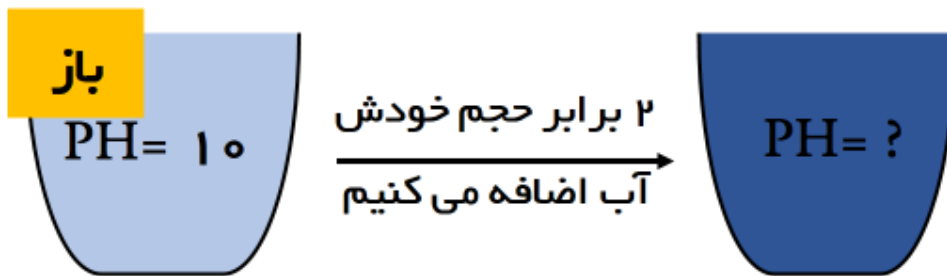 باز
PH= ۱۰
۲ برابر حجم خودش
آب اضافه می کنیم
PH= ?